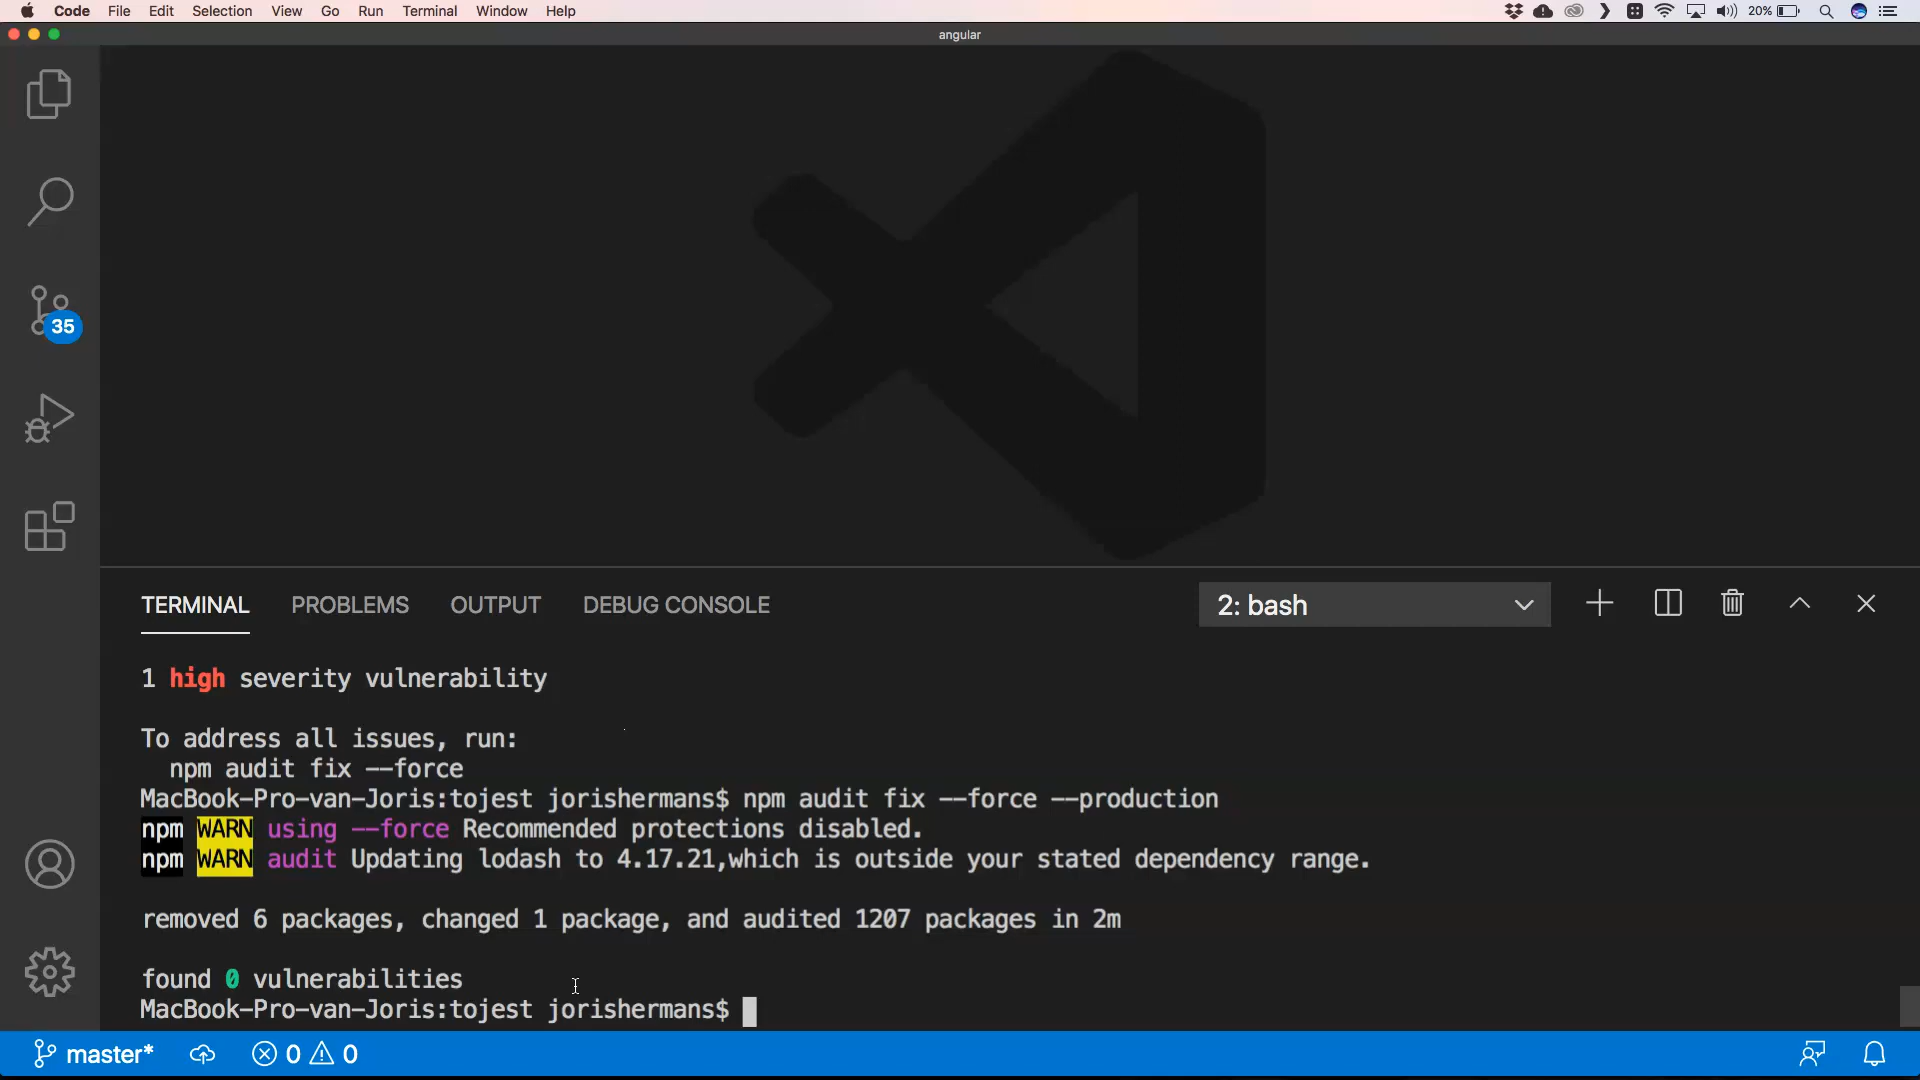 Code File Edit Selection View Go Run Terminal Window Help 20%
angular
35
TERMINAL PROBLEMS OUTPUT DEBUG CONSOLE 2: bash
1 high severity vulnerability
To address all issues, run:
npm audit fix --force
MacBook-Pro-van-Joris:tojest jorishermans$ npm audit fix --force --production
npm WARN using --force Recommended protections disabled.
npm WARN audit Updating lodash to 4.17.21,which is outside your stated dependency range.
removed 6 packages, changed 1 package, and audited 1207 packages in 2m
found 0 vulnerabilities
MacBook-Pro-van-Joris:tojest jorishermans$
master* 0 0